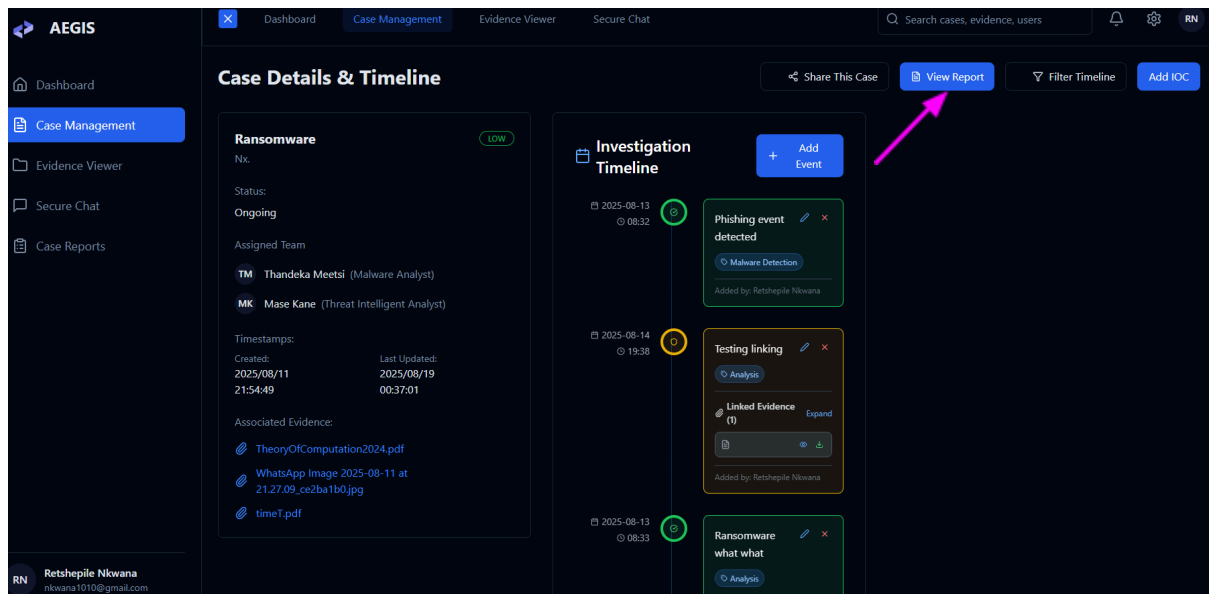 AEGIS
Dashboard
Case Management
Evidence Viewer
Secure Chat
Case Reports
RN
Retshepile Nkwana
nkwana1010@gmail.com
Dashboard
Case Management
Evidence Viewer
Secure Chat
Search cases, evidence, users
RN
Case Details & Timeline
Share This Case
View Report
Filter Timeline
Add IOC
Ransomware
LOW
Nx.
Status:
Ongoing
Assigned Team
TM Thandeka Meetsi (Malware Analyst)
MK Mase Kane (Threat Intelligent Analyst)
Timestamps:
Created:
2025/08/11
21:54:49
Last Updated:
2025/08/19
00:37:01
Associated Evidence:
TheoryOfComputation2024.pdf
WhatsApp Image 2025-08-11 at
21.27.09_ce2ba1b0.jpg
timeT.pdf
Investigation
Timeline
+ Add
Event
2025-08-13
08:32
Phishing event
detected
Malware Detection
Added by: Retshepile Nkwana
2025-08-14
19:38
Testing linking
Analysis
Linked Evidence
(1)
Expand
Added by: Retshepile Nkwana
2025-08-13
08:33
Ransomware
what what
Analysis